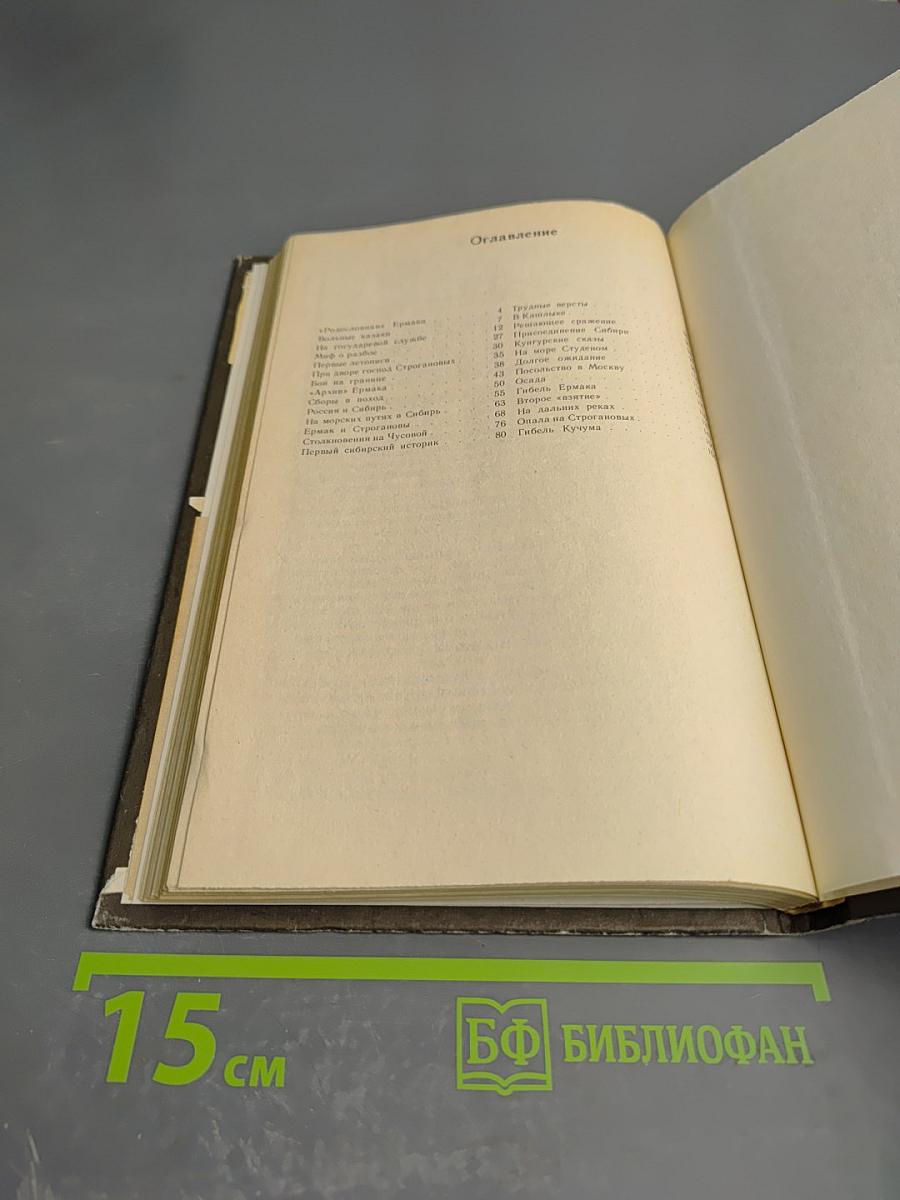 Оглавление
«Родословная» Ермака 4
Вольные казаки 7
На государевой службе 12
Миф о разбое 27
Первые летописи 30
При дворе господ Строгановых 35
Бои на границе 38
«Архив» Ермака 43
Сборы в поход 50
Россия и Сибирь 55
На морских путях в Сибирь 63
Ермак и Строгановы 68
Столкновения на Чусовой 76
Первый сибирский историк 80
Трудные версты
В Кашлыке
Решающее сражение
Присоединение Сибири
Кунгурские сказы
На море Студеном
Долгое ожидание
Посольство в Москву
Осада
Гибель Ермака
Второе «взятие»
На дальних реках
Опала на Строгановых
Гибель Кучума
15 см
БФ БИБЛИОФАН